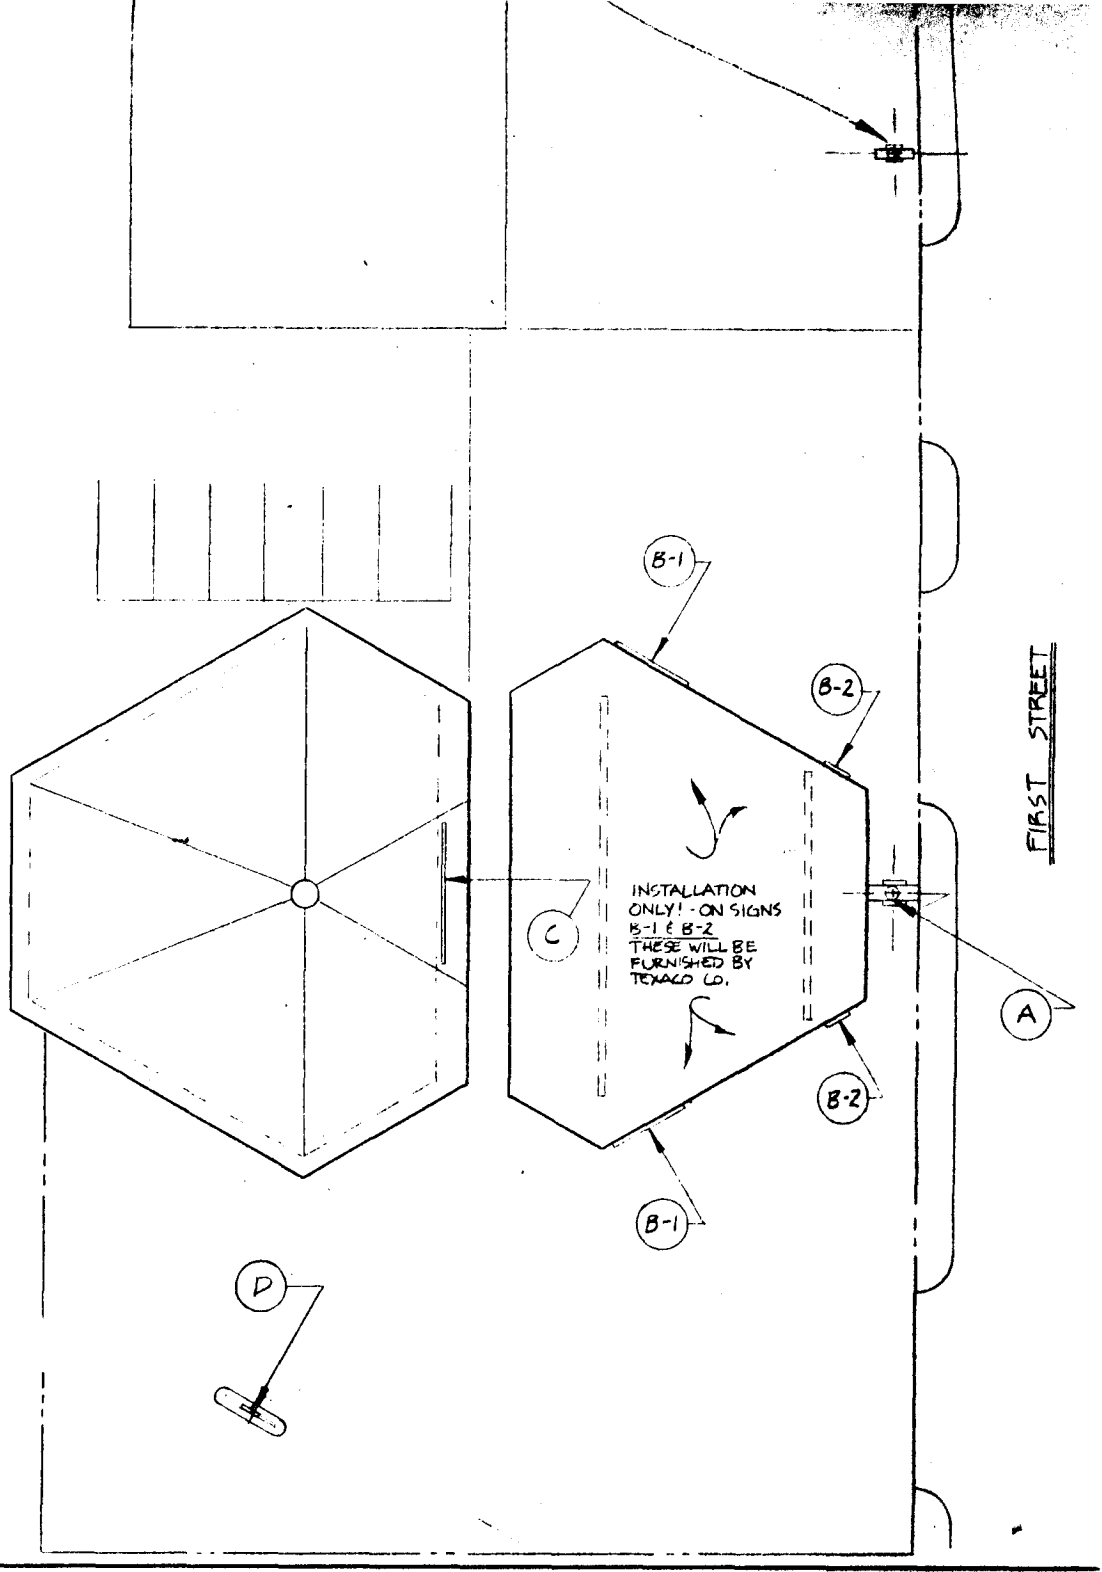 B-1
B-2
FIRST STREET
INSTALLATION
ONLY! - ON SIGNS
B-1 & B-2
THESE WILL BE
FURNISHED BY
TEXACO CO.
C
A
B-2
B-1
D